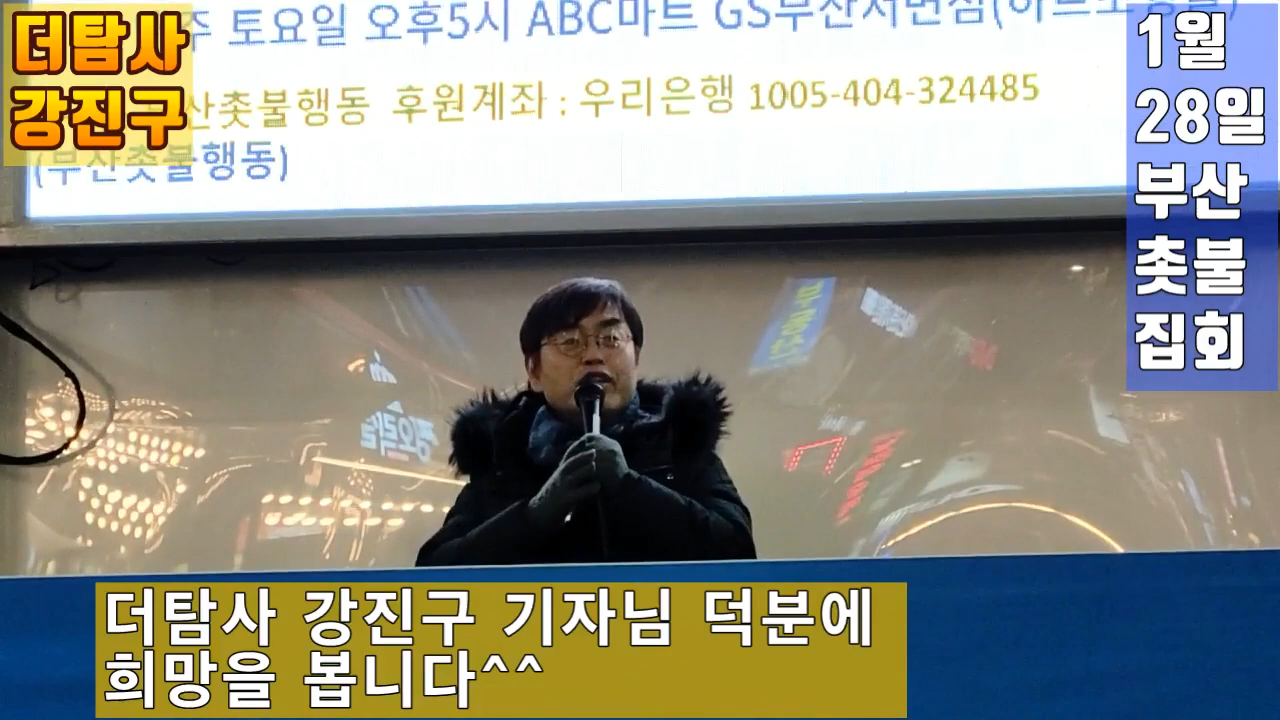 더탐사
강진구
주 토요일 오후5시 ABC마트 GS부산서면점
산촛불행동 후원계좌 : 우리은행 1005-404-324485
(부산촛불행동)
1월
28일
부산
촛불
집회
더탐사 강진구 기자님 덕분에
희망을 봅니다^^